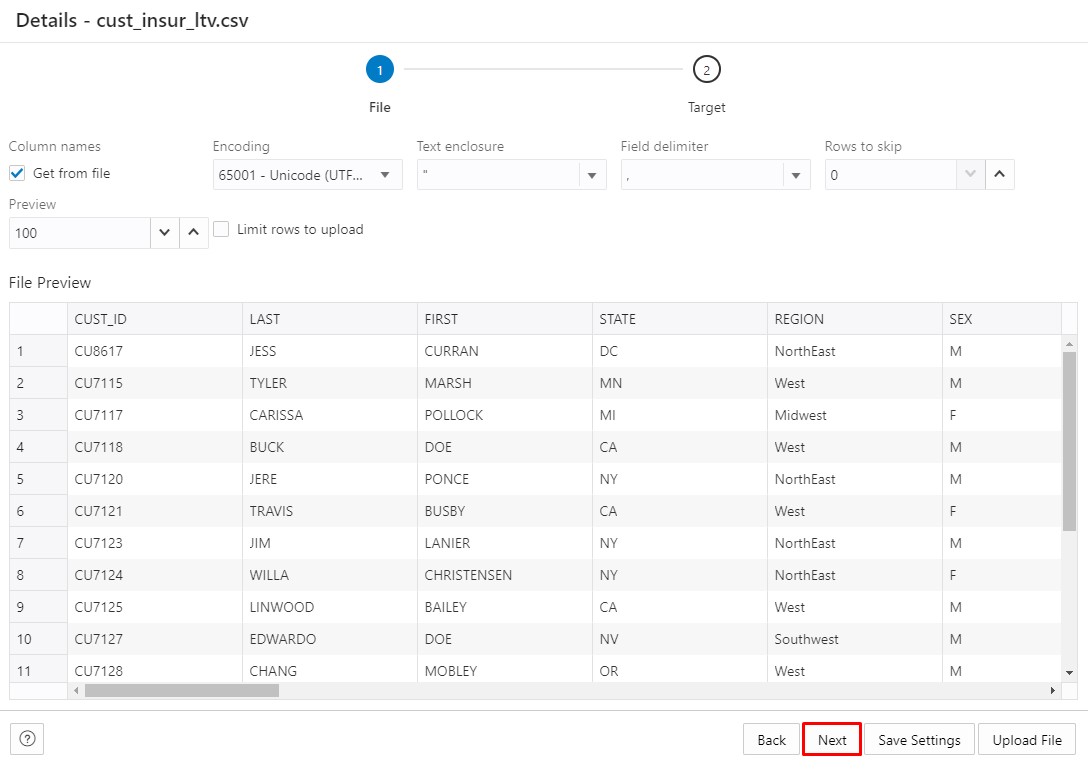 Details - cust_insur_ltv.csv
1 2
File Target
Column names Encoding Text enclosure Field delimiter Rows to skip
Get from file 65001 - Unicode (UTF... " , 0
Preview
100 Limit rows to upload
File Preview
CUST_ID LAST FIRST STATE REGION SEX
1 CU8617 JESS CURRAN DC NorthEast M
2 CU7115 TYLER MARSH MN West M
3 CU7117 CARISSA POLLOCK MI Midwest F
4 CU7118 BUCK DOE CA West M
5 CU7120 JERE PONCE NY NorthEast M
6 CU7121 TRAVIS BUSBY CA West F
7 CU7123 JIM LANIER NY NorthEast M
8 CU7124 WILLA CHRISTENSEN NY NorthEast F
9 CU7125 LINWOOD BAILEY CA West M
10 CU7127 EDWARDO DOE NV Southwest M
11 CU7128 CHANG MOBLEY OR West M
? Back Next Save Settings Upload File